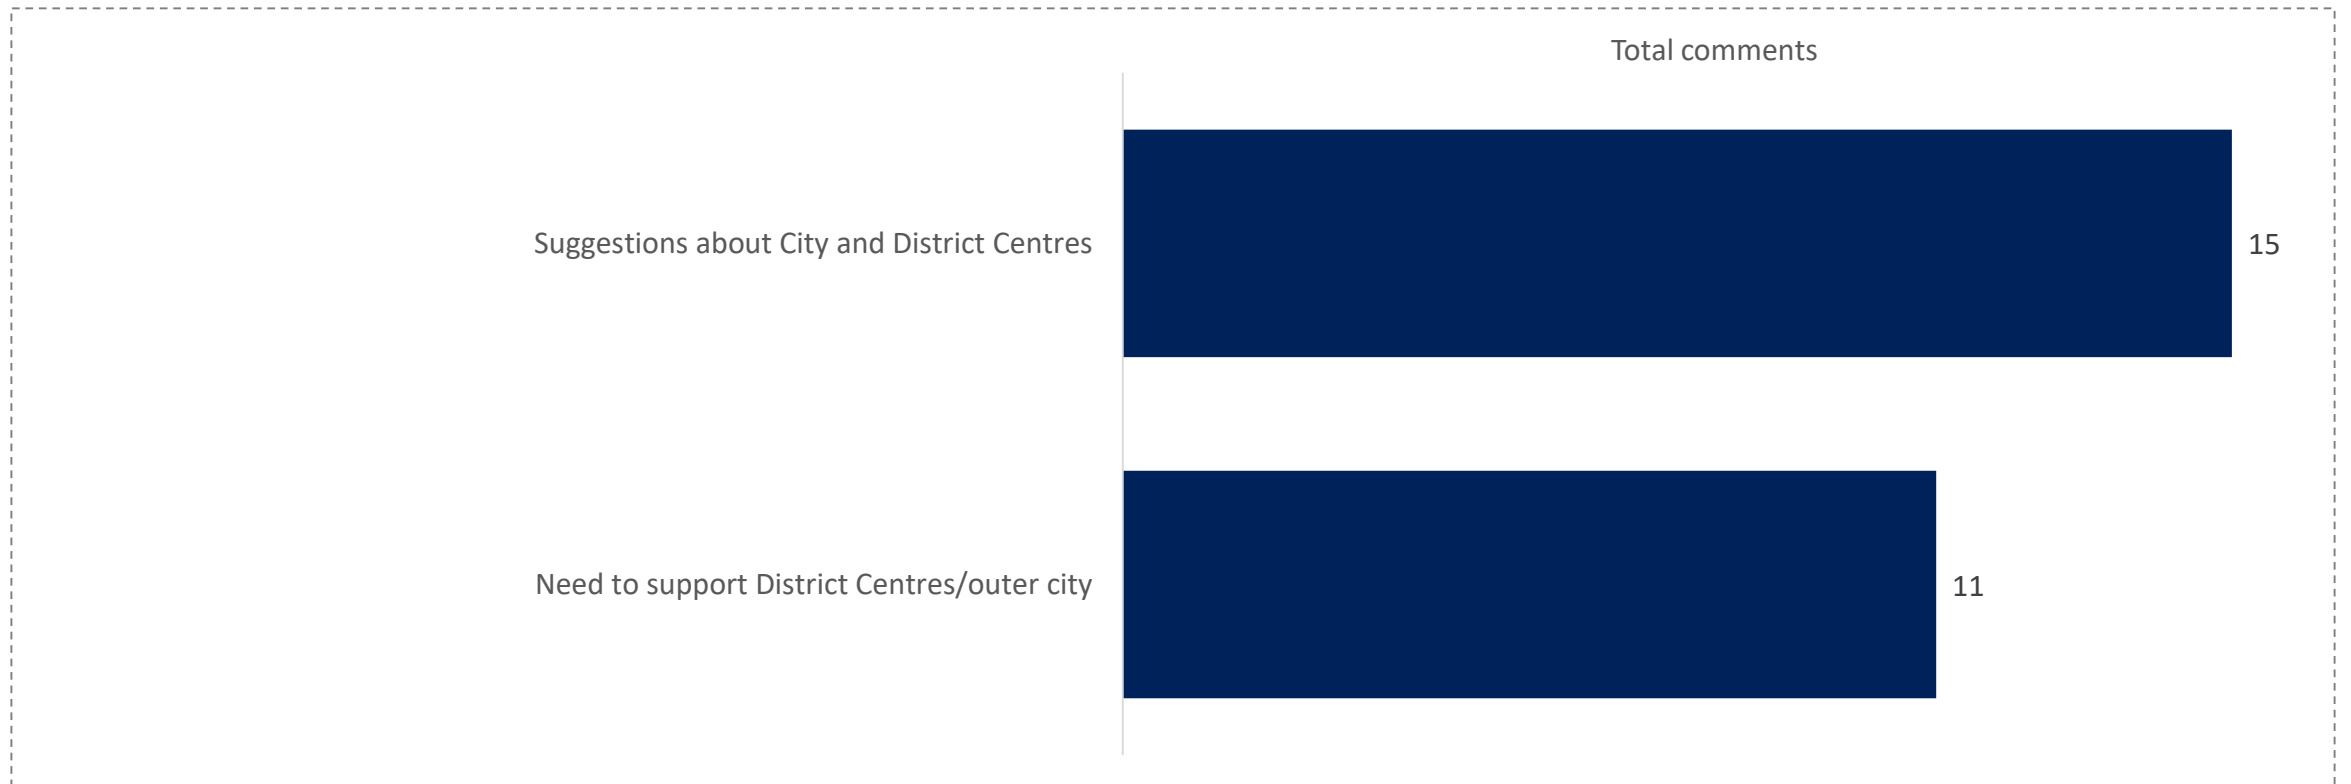 Total comments
Suggestions about City and District Centres
15
Need to support District Centres/outer city
11